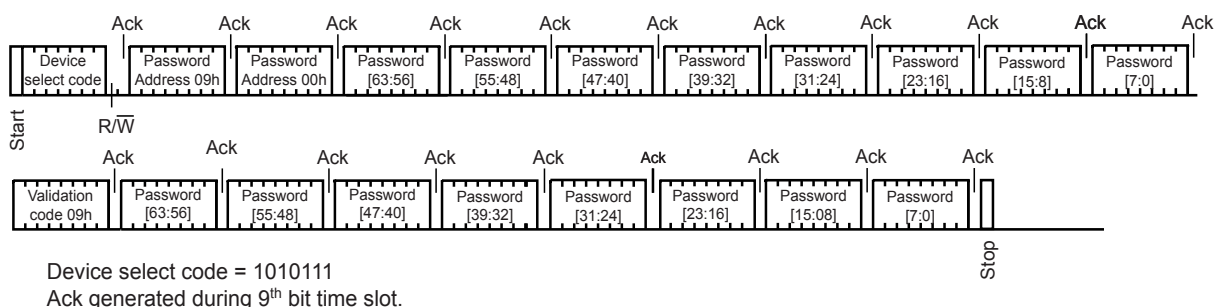 Ack Ack Ack Ack Ack Ack Ack Ack Ack Ack Ack
Device select code
Password Address 09h
Password Address 00h
Password [63:56]
Password [55:48]
Password [47:40]
Password [39:32]
Password [31:24]
Password [23:16]
Password [15:8]
Password [7:0]
Start
R/W
Ack Ack Ack Ack Ack Ack Ack Ack Ack
Validation code 09h
Password [63:56]
Password [55:48]
Password [47:40]
Password [39:32]
Password [31:24]
Password [23:16]
Password [15:08]
Password [7:0]
Stop
Device select code = 1010111
Ack generated during 9th bit time slot.